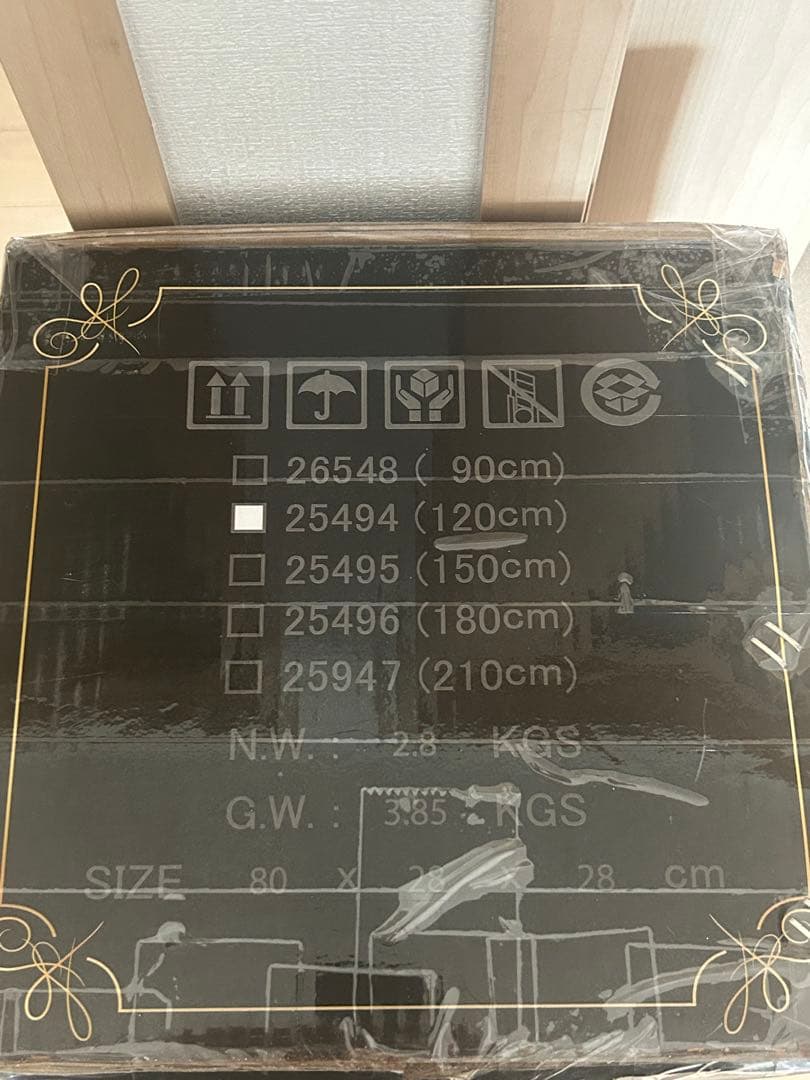 26548 ( 90cm)
25494 (120cm)
25495 (150cm)
25496 (180cm)
25947 (210cm)
N.W. : 2.8 KGS
G.W. : 3.85 KGS
SIZE 80 x 28 x 28 cm